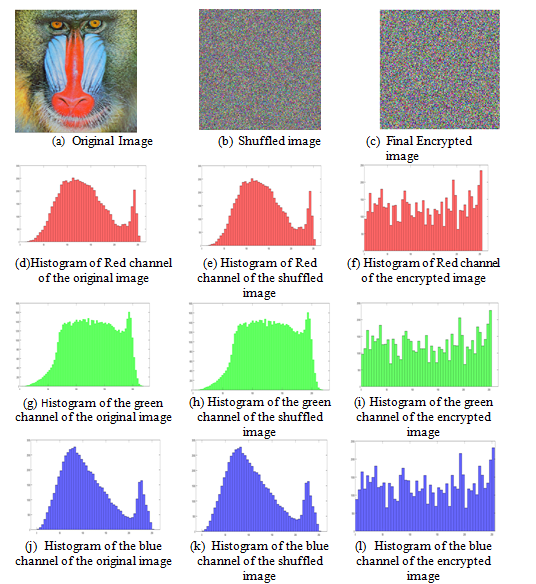 (a) Original Image
(b) Shuffled image
(c) Final Encrypted
image
(d)Histogram of Red channel
of the original image
(e) Histogram of Red
channel of the shuffled
image
(f) Histogram of Red channel
of the encrypted image
(g) Histogram of the green
channel of the original image
(h) Histogram of the green
channel of the shuffled
image
(i) Histogram of the green
channel of the encrypted
image
(j) Histogram of the blue
channel of the original image
(k) Histogram of the blue
channel of the shuffled
image
(l) Histogram of the blue
channel of the encrypted
image